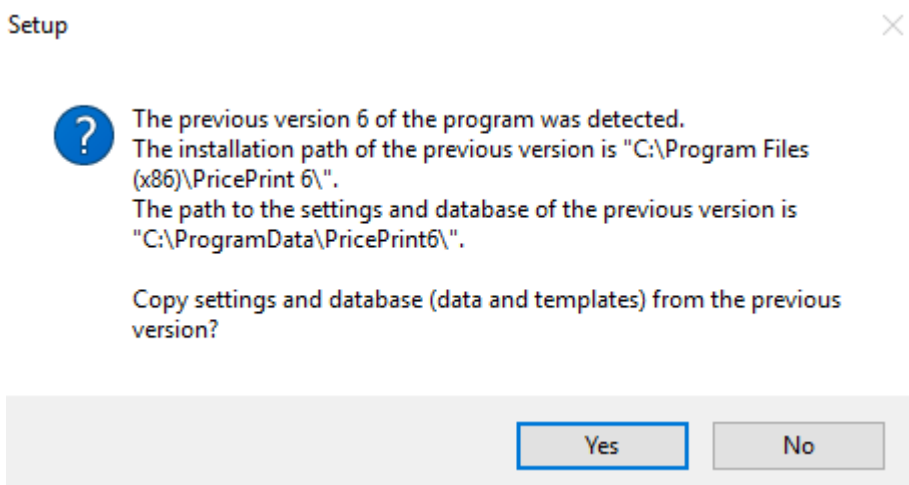 Setup
The previous version 6 of the program was detected.
The installation path of the previous version is "C:\Program Files
(x86)\PricePrint 6\".
The path to the settings and database of the previous version is
"C:\ProgramData\PricePrint6\".
Copy settings and database (data and templates) from the previous
version?
Yes
No